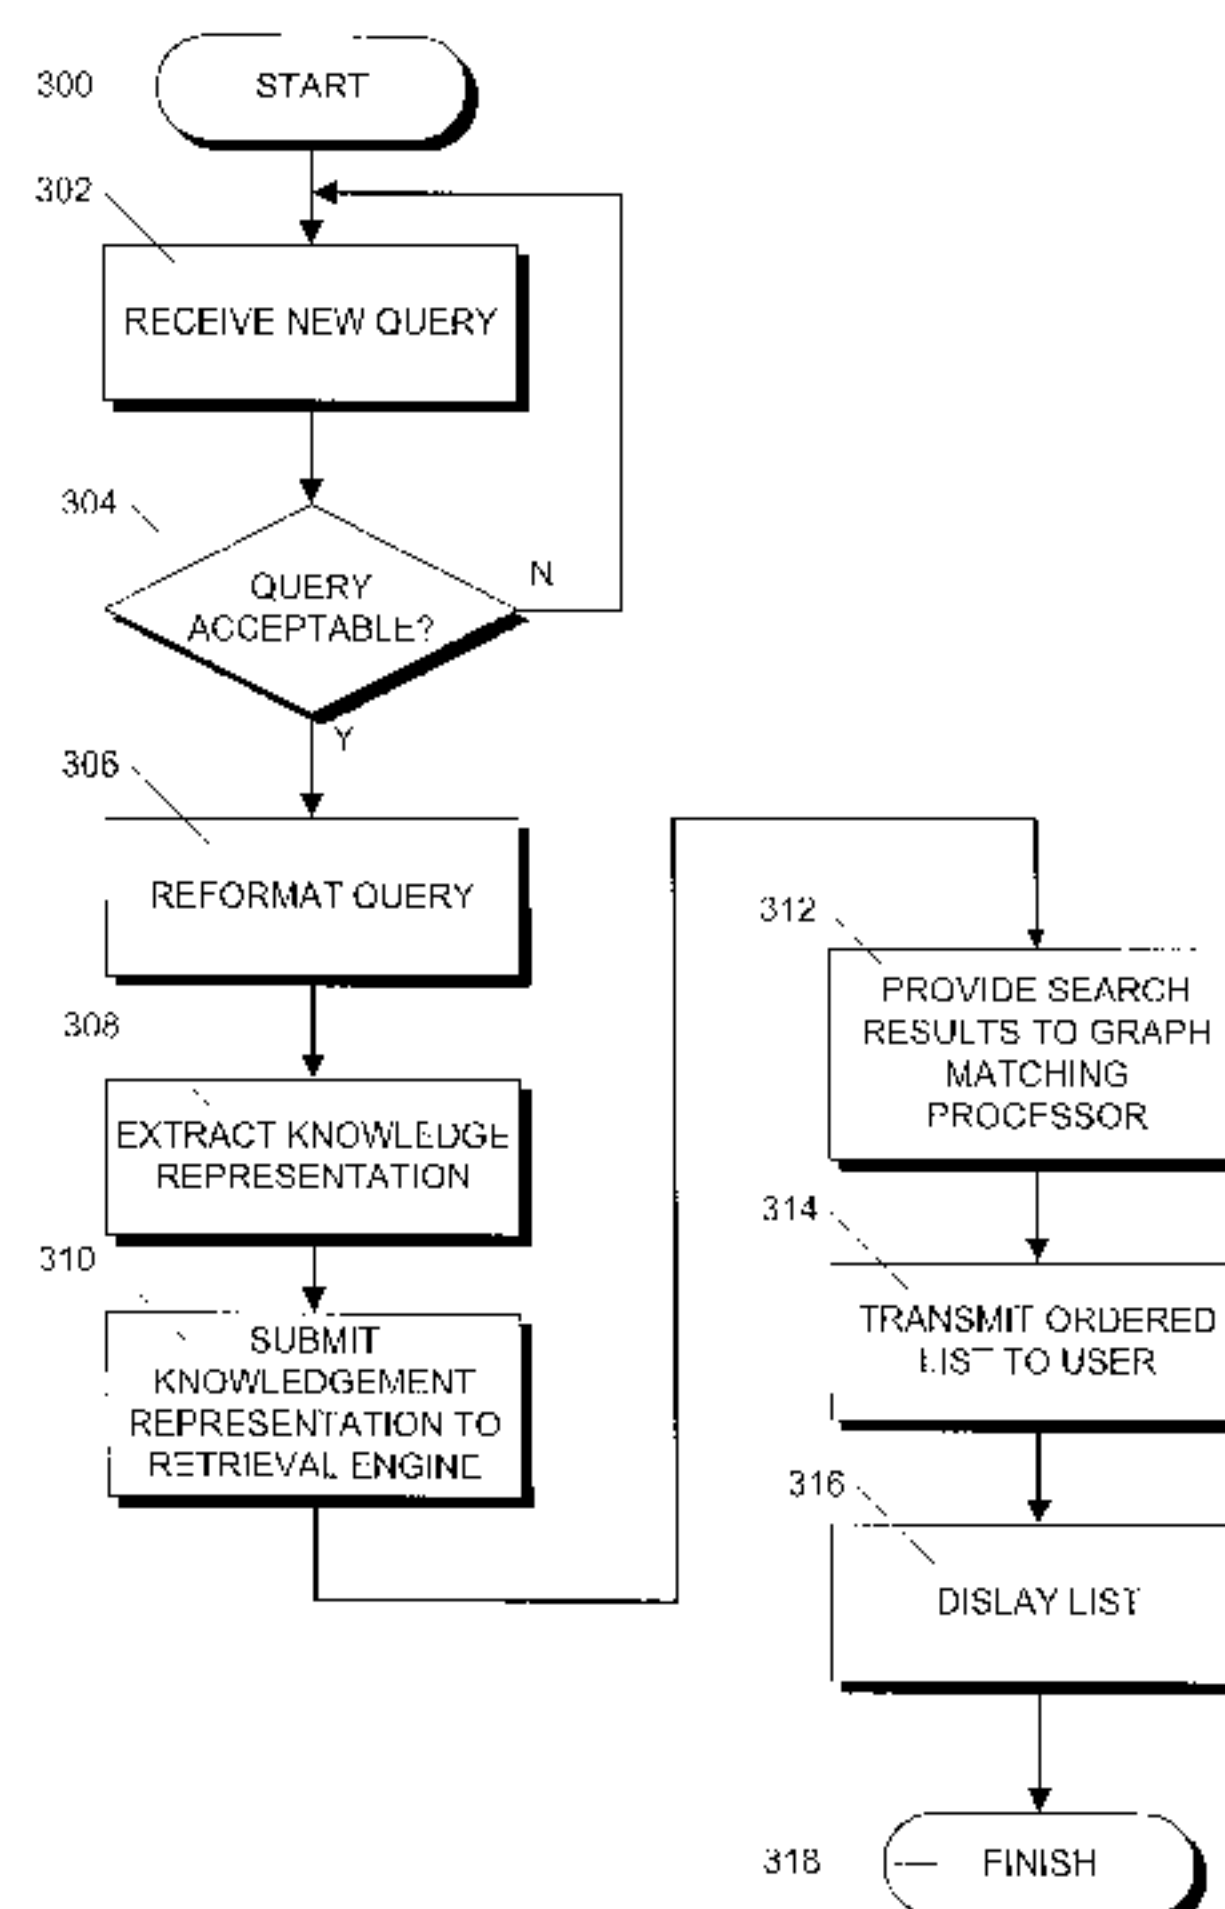 300
START
302
RECEIVE NEW QUERY
304
QUERY
ACCEPTABLE?
N
Y
306
REFORMAT QUERY
308
EXTRACT KNOWLEDGE
REPRESENTATION
310
SUBMIT
KNOWLEDGEMENT
REPRESENTATION TO
RETRIEVAL ENGINE
312
PROVIDE SEARCH
RESULTS TO GRAPH
MATCHING
PROCESSOR
314
TRANSMIT ORDERED
LIST TO USER
316
DISLAY LIST
318
FINISH